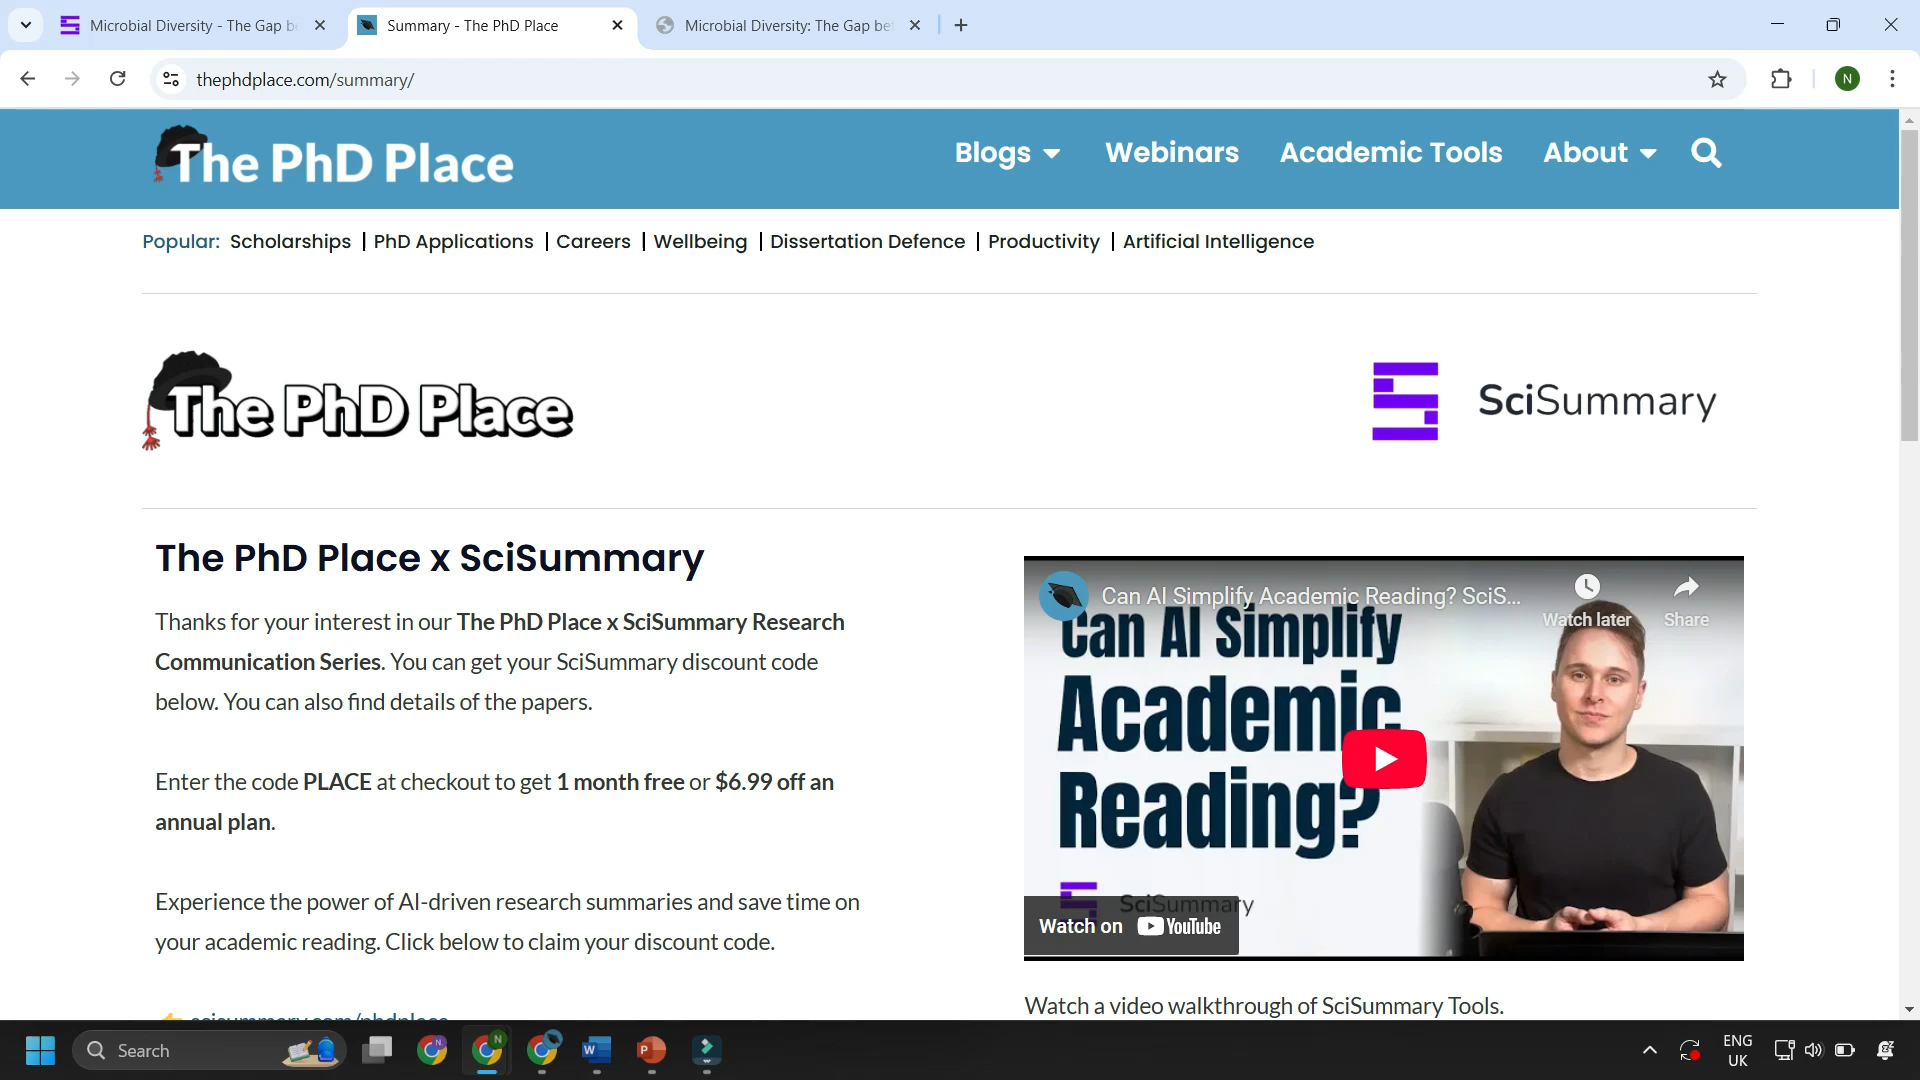 Microbial Diversity - The Gap be
Summary - The PhD Place
Microbial Diversity: The Gap be
thephdplace.com/summary/
N
The PhD Place
Blogs
Webinars
Academic Tools
About
Popular: Scholarships | PhD Applications | Careers | Wellbeing | Dissertation Defence | Productivity | Artificial Intelligence
The PhD Place
SciSummary
The PhD Place x SciSummary
Thanks for your interest in our The PhD Place x SciSummary Research
Communication Series. You can get your SciSummary discount code
below. You can also find details of the papers.
Enter the code PLACE at checkout to get 1 month free or $6.99 off an
annual plan.
Experience the power of AI-driven research summaries and save time on
your academic reading. Click below to claim your discount code.
scisummary.com/phdplace
Can AI Simplify Academic Reading? SciS...
Watch later
Share
Can AI Simplify
Academic
Reading?
SciSummary
Watch on YouTube
Watch a video walkthrough of SciSummary Tools.
Search
N
N
W
P
ENG
UK